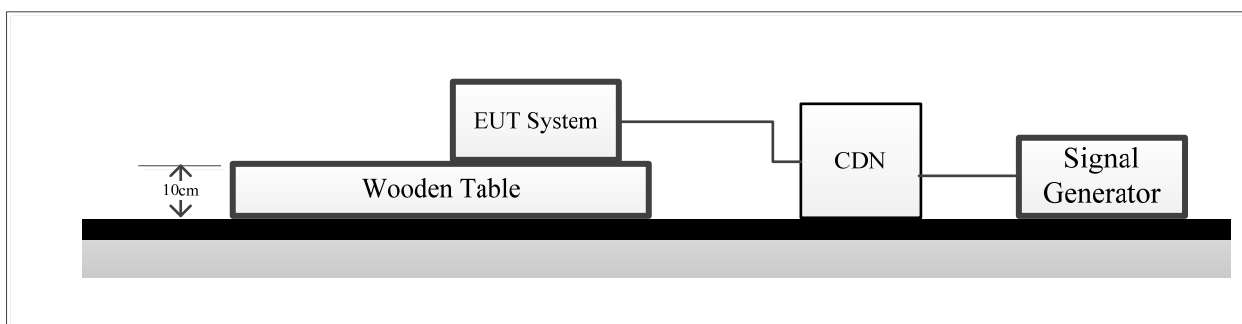 EUT System
CDN
Signal
Generator
10cm
Wooden Table